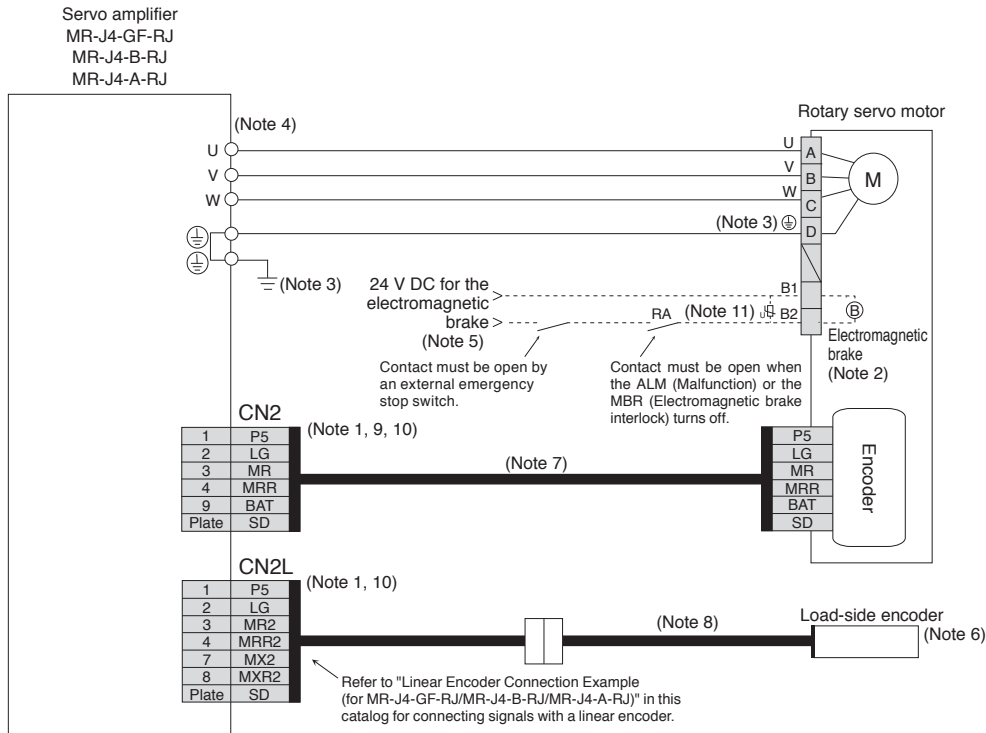 Servo amplifier
MR-J4-GF-RJ
MR-J4-B-RJ
MR-J4-A-RJ
Rotary servo motor
(Note 4)
U
V
W
U
V
W
(Note 3)
A
B
C
D
M
(Note 3)
24 V DC for the
electromagnetic
brake
(Note 5)
B1
RA
(Note 11)
U
B2
B
Electromagnetic
brake
(Note 2)
Contact must be open by
an external emergency
stop switch.
Contact must be open when
the ALM (Malfunction) or the
MBR (Electromagnetic brake
interlock) turns off.
CN2
(Note 1, 9, 10)
1 P5
2 LG
3 MR
4 MRR
9 BAT
Plate SD
(Note 7)
P5
LG
MR
MRR
BAT
SD
Encoder
CN2L
(Note 1, 10)
1 P5
2 LG
3 MR2
4 MRR2
7 MX2
8 MXR2
Plate SD
(Note 8)
Load-side encoder
(Note 6)
Refer to "Linear Encoder Connection Example
(for MR-J4-GF-RJ/MR-J4-B-RJ/MR-J4-A-RJ)" in this
catalog for connecting signals with a linear encoder.